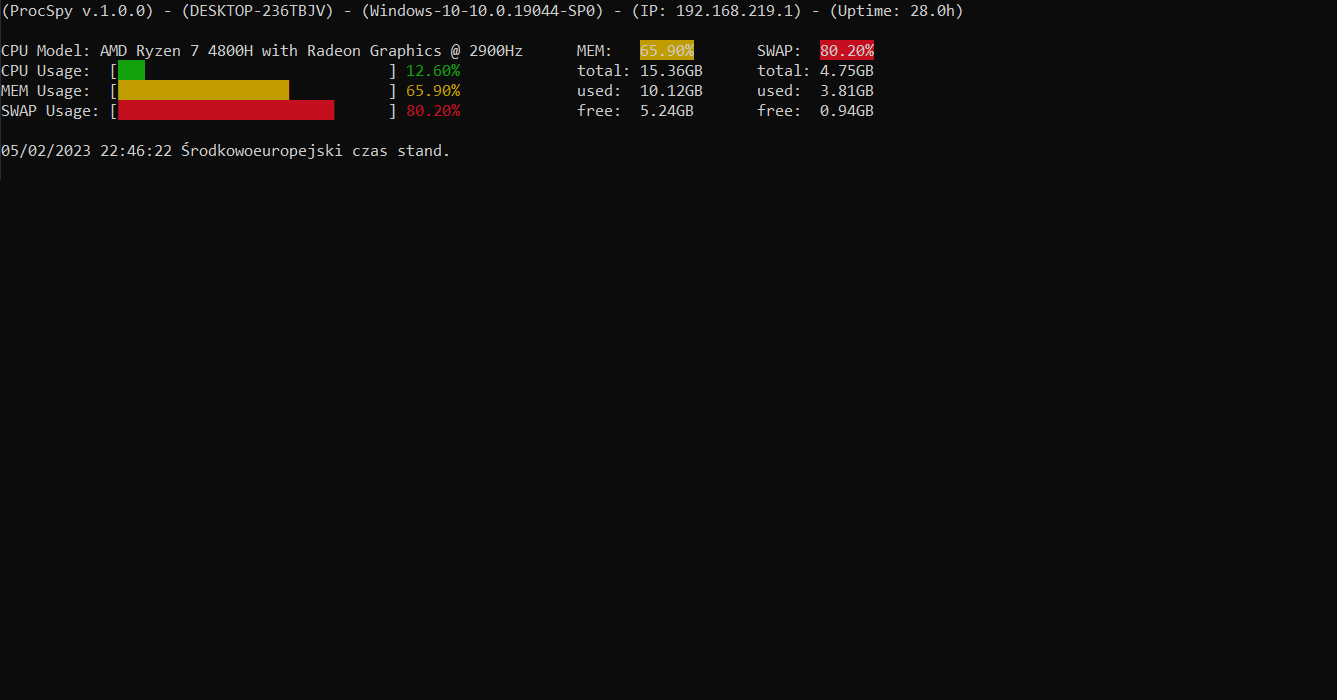 (ProcSpy v.1.0.0) - (DESKTOP-236TBJV) - (Windows-10-10.0.19044-SP0) - (IP: 192.168.219.1) - (Uptime: 28.0h)
CPU Model: AMD Ryzen 7 4800H with Radeon Graphics @ 2900Hz MEM: 65.90% SWAP: 80.20%
CPU Usage: [ ] 12.60% total: 15.36GB total: 4.75GB
MEM Usage: [ ] 65.90% used: 10.12GB used: 3.81GB
SWAP Usage: [ ] 80.20% free: 5.24GB free: 0.94GB
05/02/2023 22:46:22 Środkowoeuropejski czas stand.